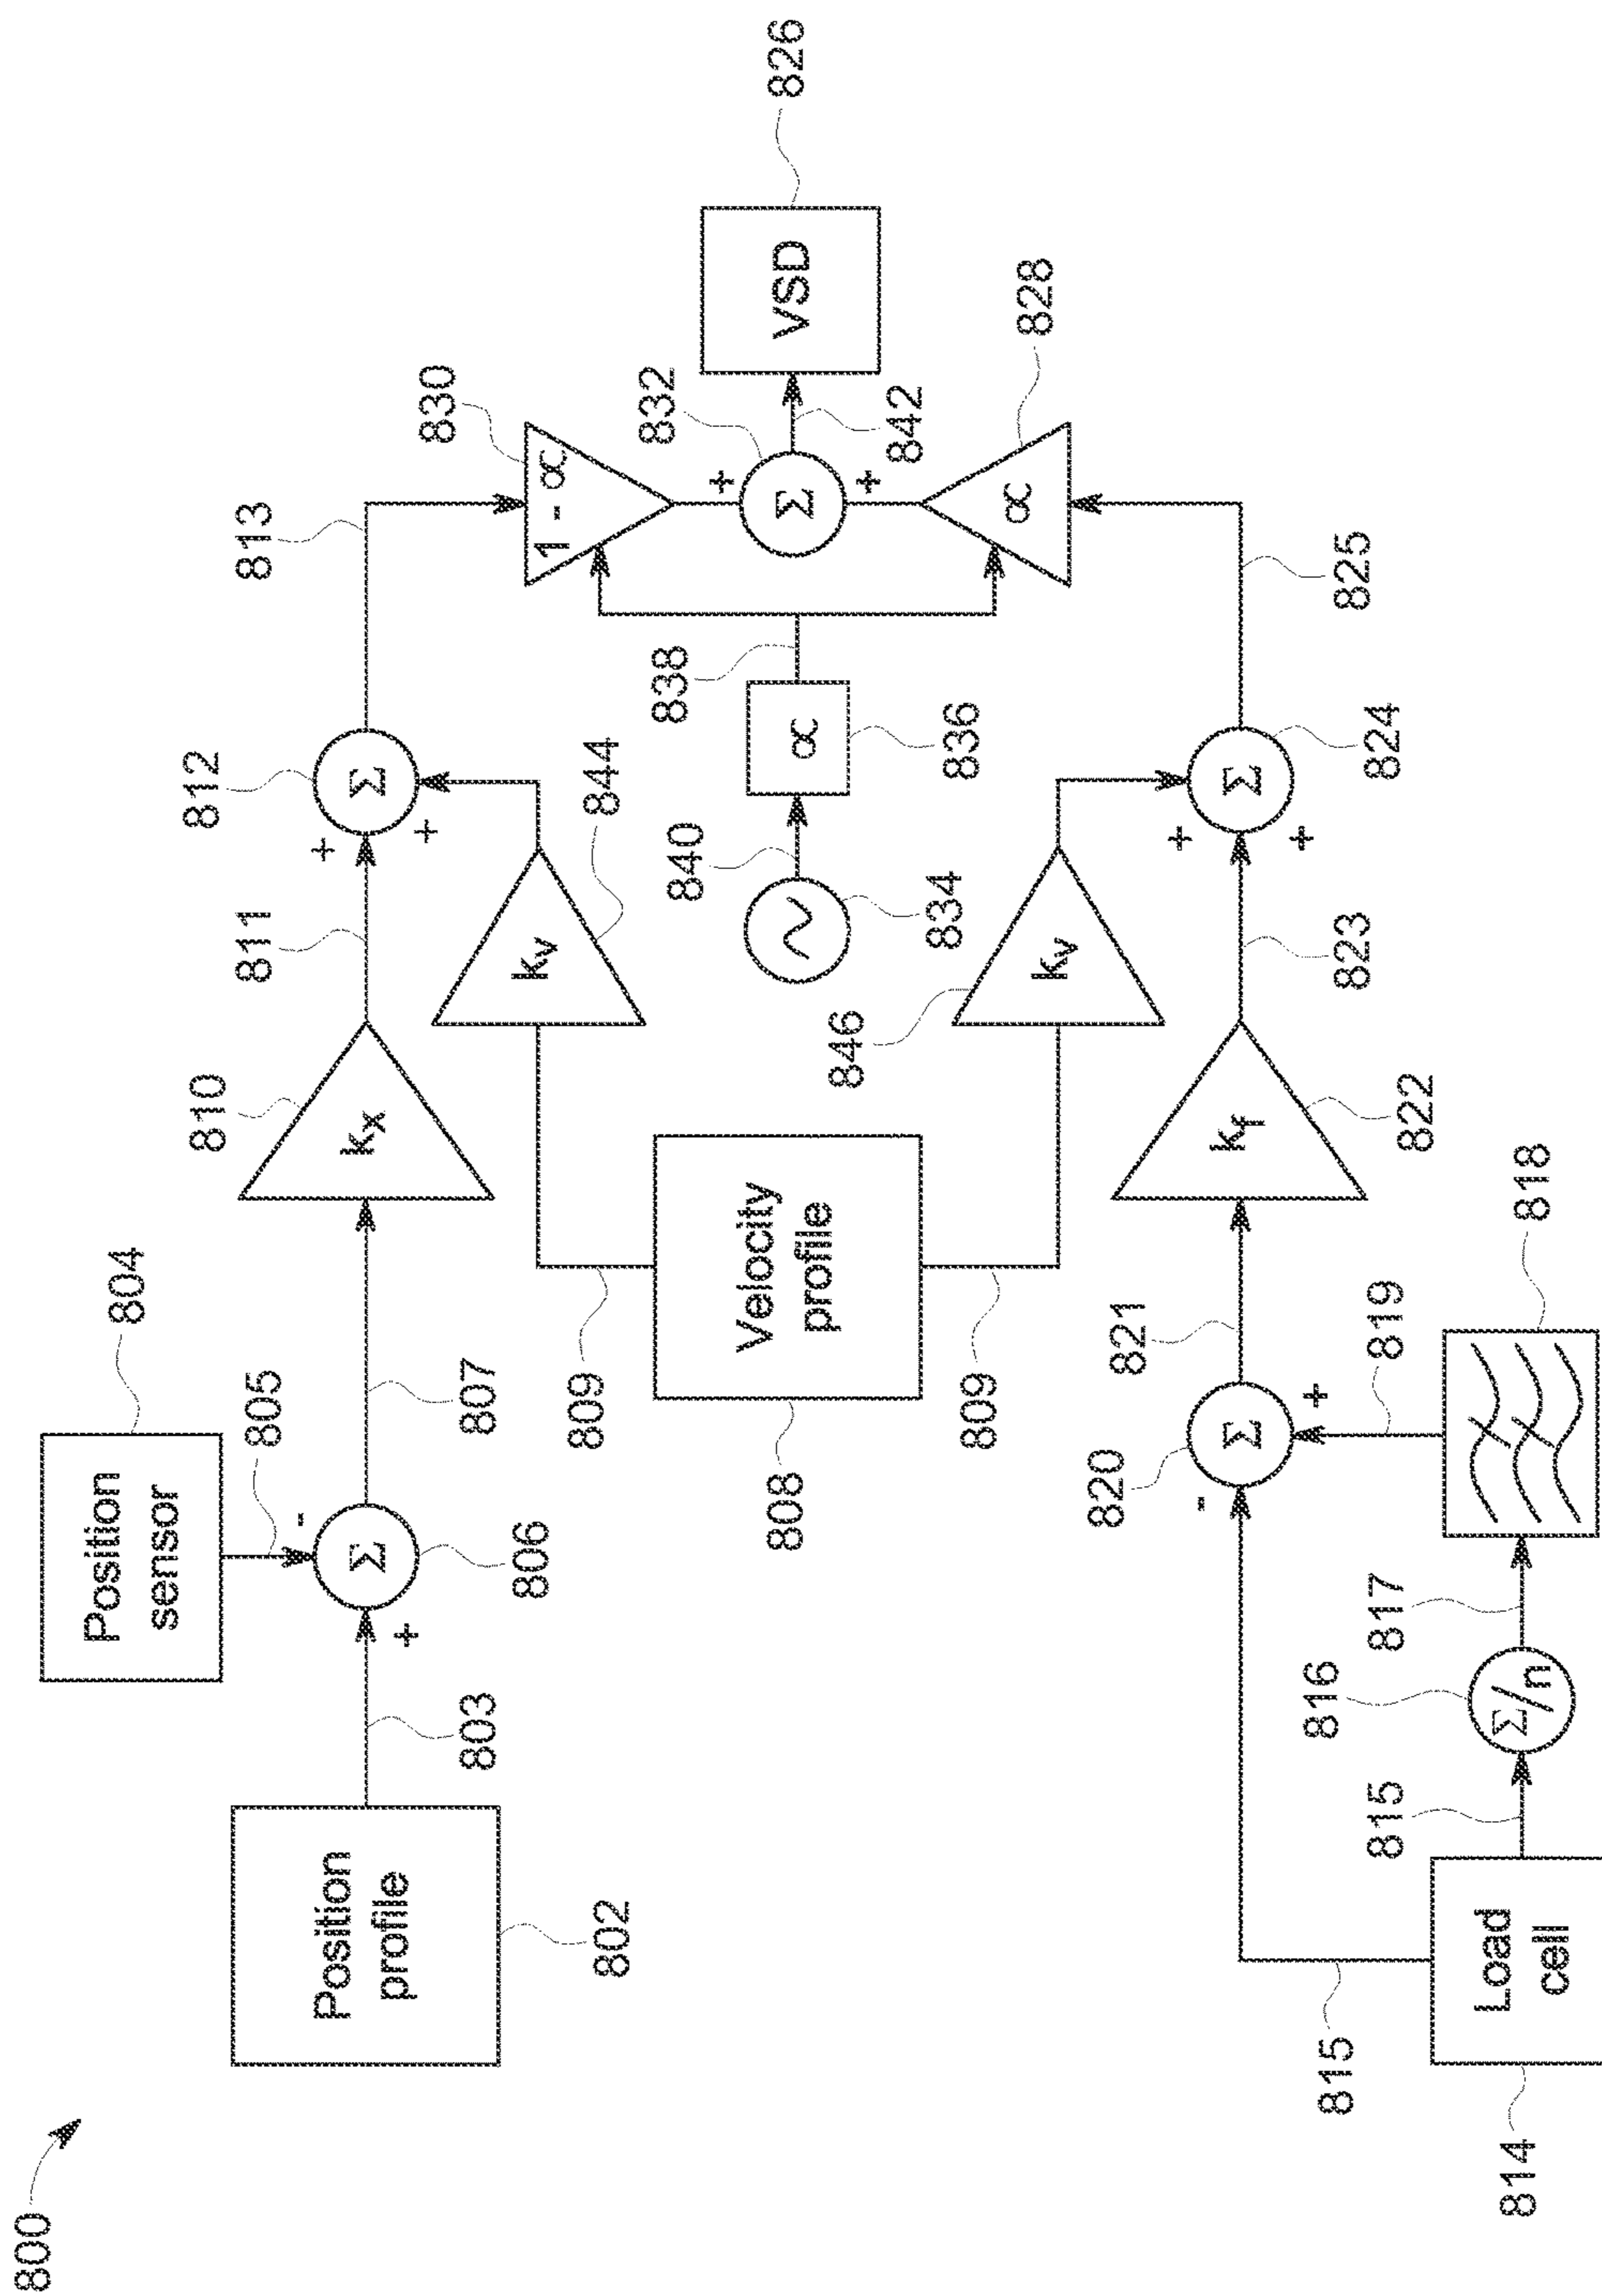 800
Position
profile
802
803
Position
sensor
804
805
-
+
Σ
806
807
kx
810
811
+
+
Σ
812
813
1 - ∝
830
Velocity
profile
808
809
809
kv
844
kv
846
834
840
∝
836
838
+
+
Σ
832
842
VSD
826
∝
828
Load
cell
814
815
815
Σ/n
816
817
818
819
-
+
Σ
820
821
kf
822
823
+
+
Σ
824
825